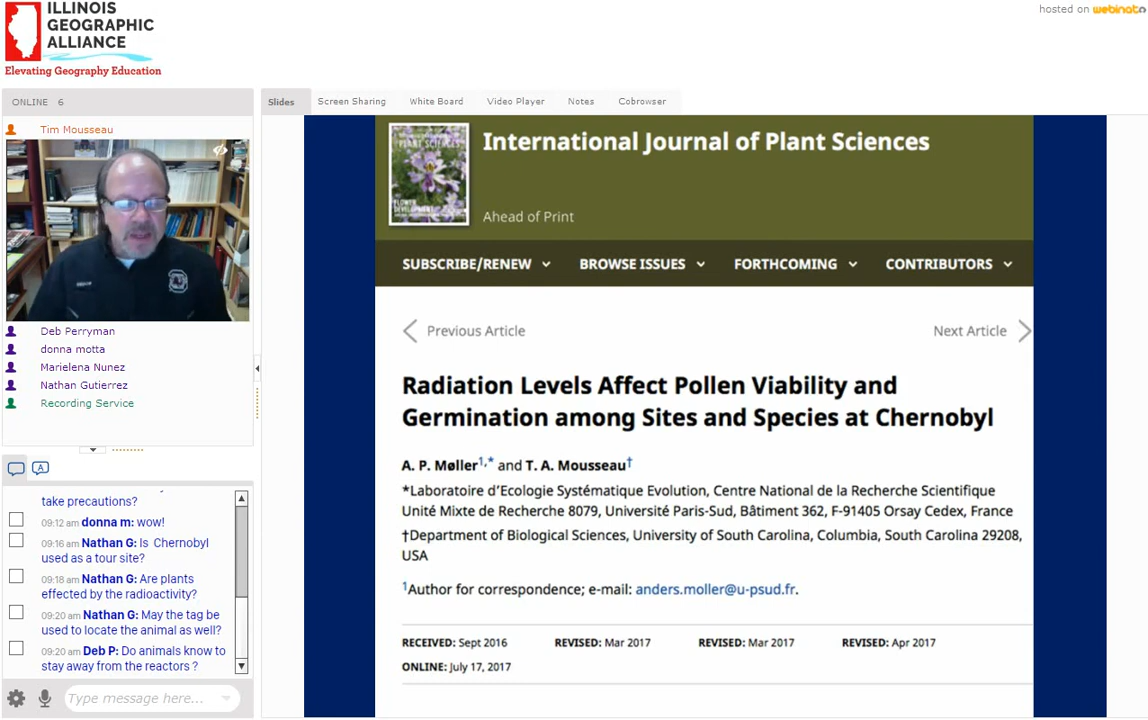 ILLINOIS
GEOGRAPHIC
ALLIANCE
Elevating Geography Education
hosted on webinato
ONLINE 6
Tim Mousseau
Deb Perryman
donna motta
Marielena Nunez
Nathan Gutierrez
Recording Service
take precautions?
09:12 am donna m: wow!
09:16 am Nathan G: Is Chernobyl
used as a tour site?
09:18 am Nathan G: Are plants
effected by the radioactivity?
09:20 am Nathan G: May the tag be
used to locate the animal as well?
09:20 am Deb P: Do animals know to
stay away from the reactors ?
Type message here...
Slides Screen Sharing White Board Video Player Notes Cobrowser
PLANT SCIENCES
International Journal of Plant Sciences
Ahead of Print
SUBSCRIBE/RENEW BROWSE ISSUES FORTHCOMING CONTRIBUTORS
Previous Article Next Article
Radiation Levels Affect Pollen Viability and
Germination among Sites and Species at Chernobyl
A. P. Møller1,* and T. A. Mousseau†
*Laboratoire d’Ecologie Systématique Evolution, Centre National de la Recherche Scientifique
Unité Mixte de Recherche 8079, Université Paris-Sud, Bâtiment 362, F-91405 Orsay Cedex, France
†Department of Biological Sciences, University of South Carolina, Columbia, South Carolina 29208,
USA
1Author for correspondence; e-mail: anders.moller@u-psud.fr.
RECEIVED: Sept 2016 REVISED: Mar 2017 REVISED: Mar 2017 REVISED: Apr 2017
ONLINE: July 17, 2017